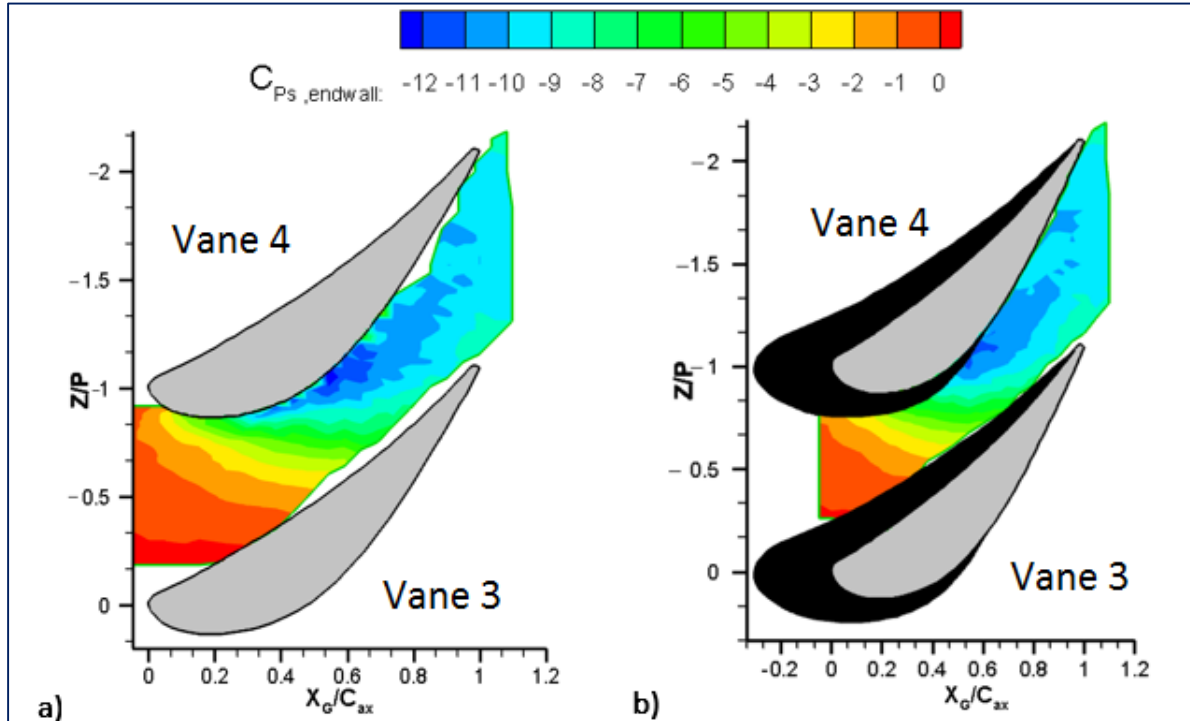 C Ps ,endwall: -12 -11 -10 -9 -8 -7 -6 -5 -4 -3 -2 -1 0
−2
Vane 4
−1.5
Z/P
−1
−0.5
0
Vane 3
0 0.2 0.4 0.6 0.8 1 1.2
a)
X_G/C_ax
−2
Vane 4
−1.5
Z/P
−1
−0.5
0
Vane 3
-0.2 0 0.2 0.4 0.6 0.8 1 1.2
b)
X_G/C_ax